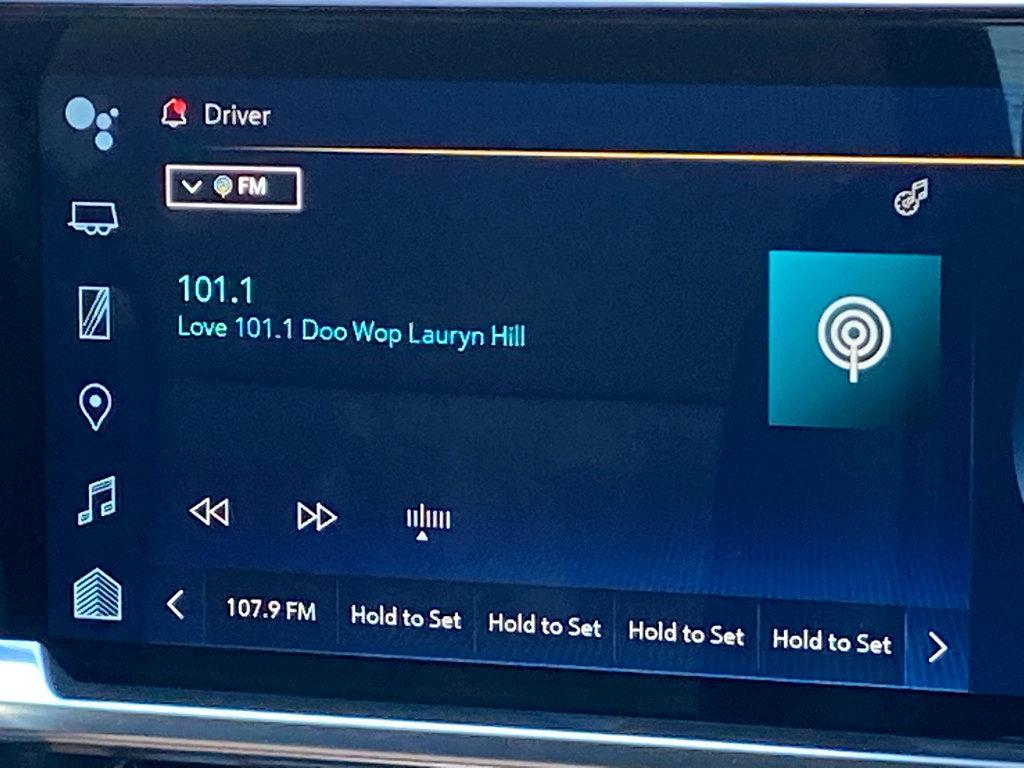 Driver
FM
101.1
Love 101.1 Doo Wop Lauryn Hill
107.9 FM Hold to Set Hold to Set Hold to Set Hold to Set